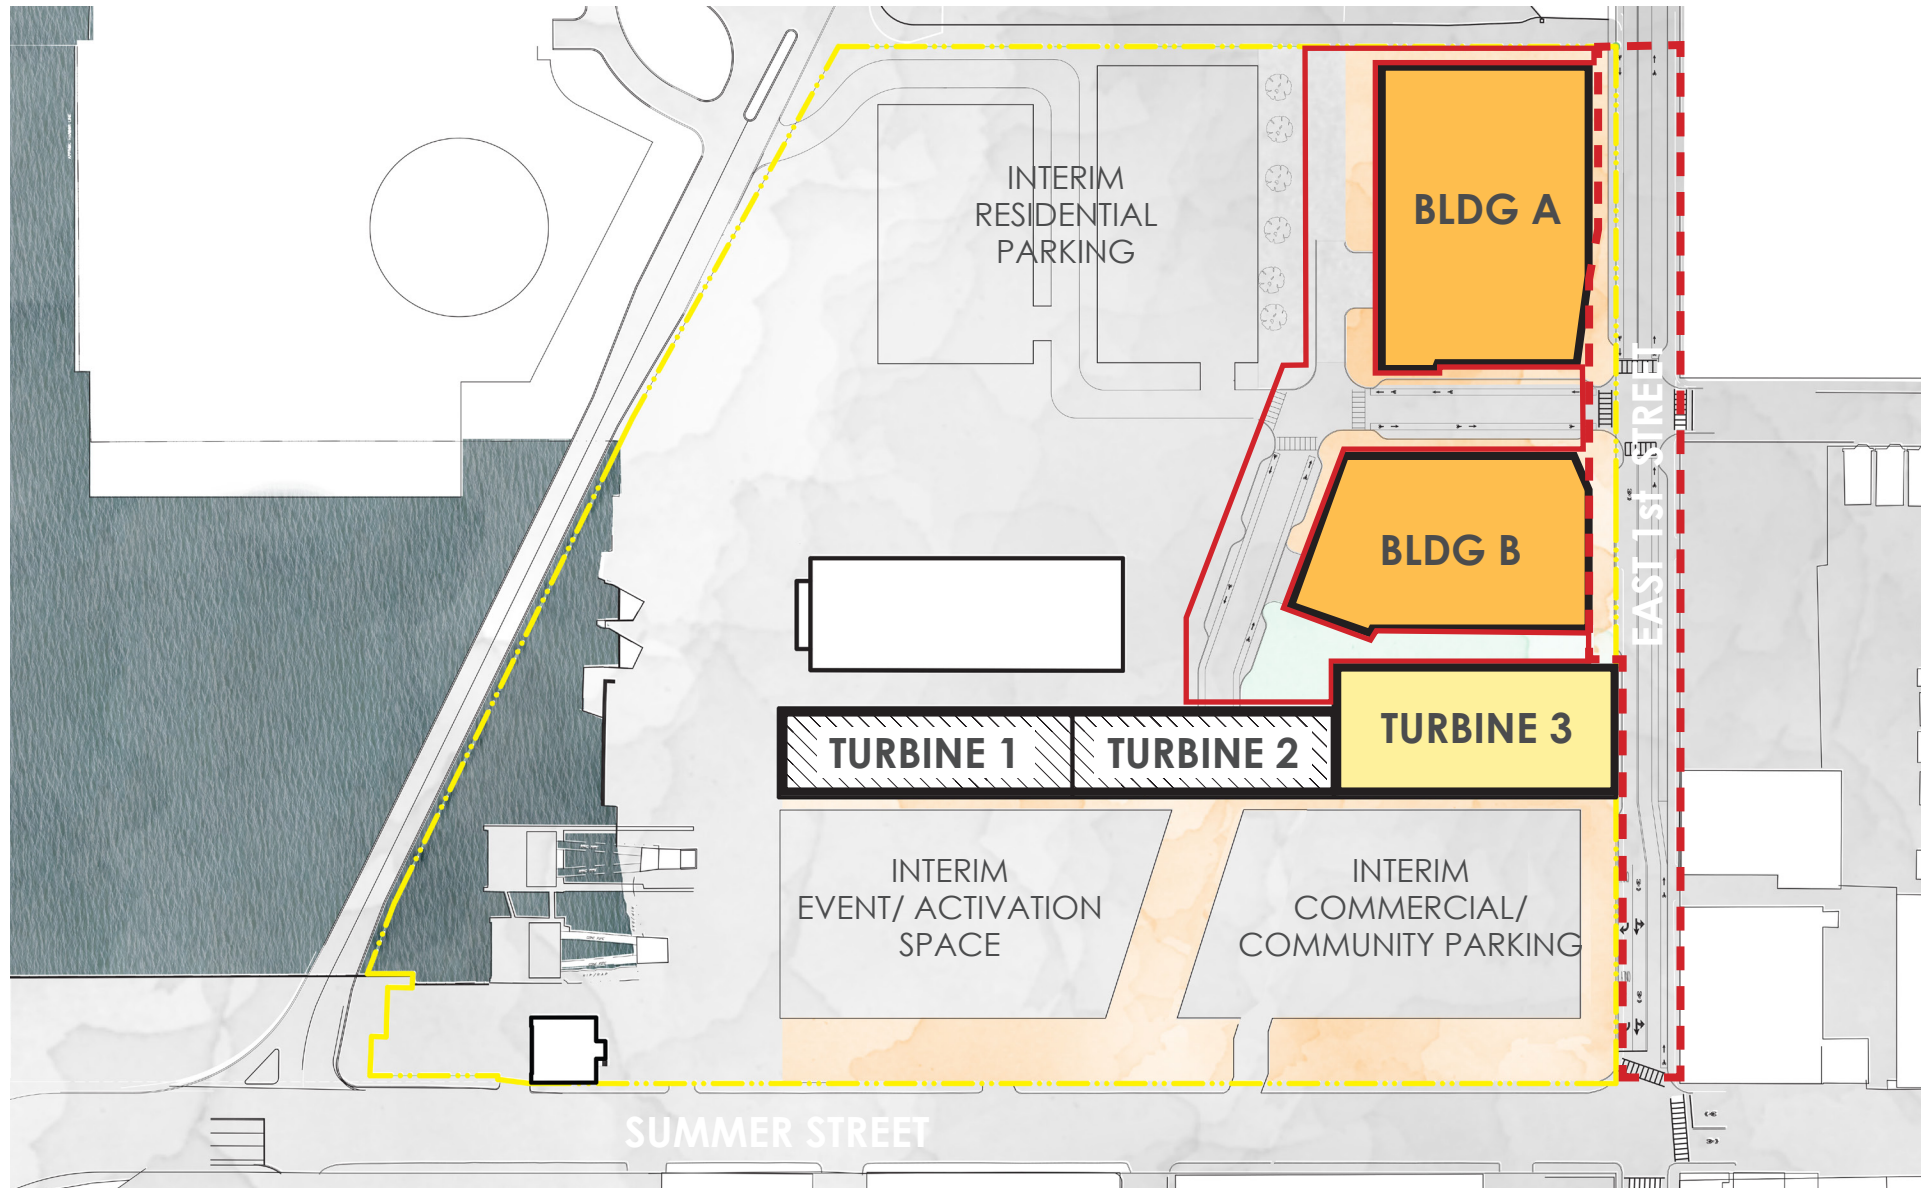 INTERIM
RESIDENTIAL
PARKING
BLDG A
BLDG B
EAST 1st STREET
TURBINE 1
TURBINE 2
TURBINE 3
INTERIM
EVENT/ ACTIVATION
SPACE
INTERIM
COMMERCIAL/
COMMUNITY PARKING
SUMMER STREET